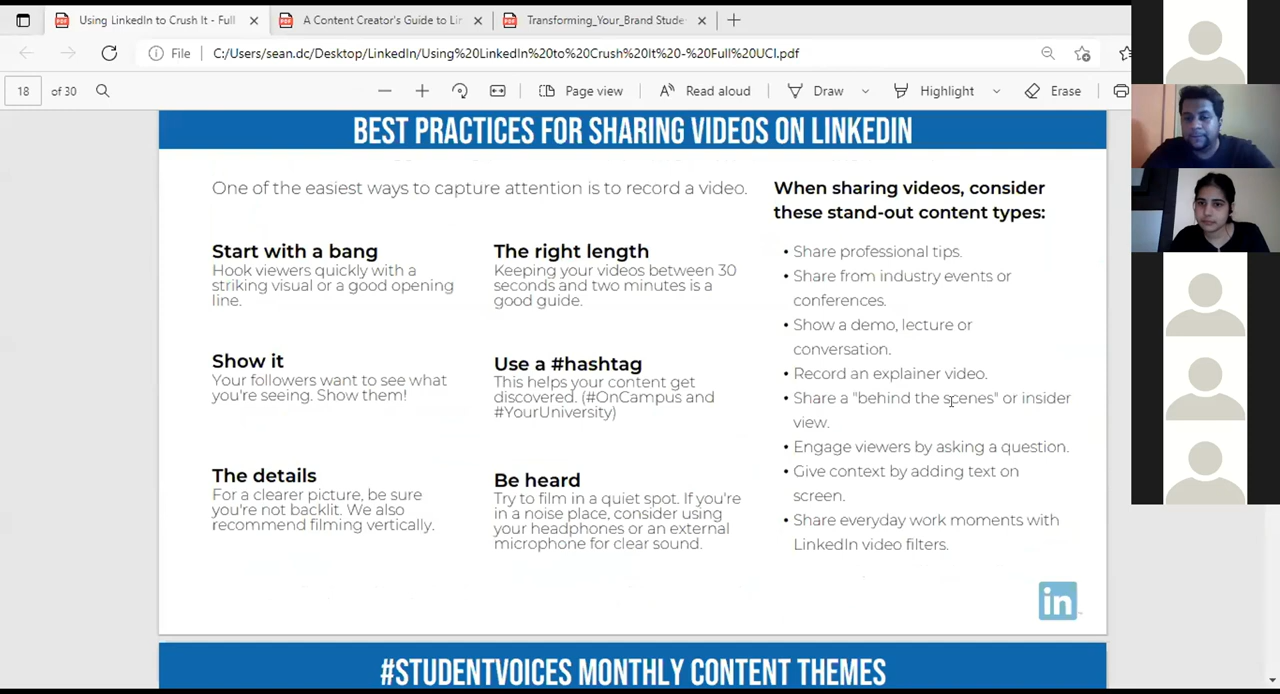 Using LinkedIn to Crush It - Full
A Content Creator's Guide to Lin
Transforming_Your_Brand Stude
File
C:/Users/sean.dc/Desktop/LinkedIn/Using%20LinkedIn%20to%20Crush%20It%20-%20Full%20UCI.pdf
18 of 30
Page view
Read aloud
Draw
Highlight
Erase
BEST PRACTICES FOR SHARING VIDEOS ON LINKEDIN
One of the easiest ways to capture attention is to record a video.
Start with a bang
Hook viewers quickly with a
striking visual or a good opening
line.
The right length
Keeping your videos between 30
seconds and two minutes is a
good guide.
Show it
Your followers want to see what
you're seeing. Show them!
Use a #hashtag
This helps your content get
discovered. (#OnCampus and
#YourUniversity)
The details
For a clearer picture, be sure
you're not backlit. We also
recommend filming vertically.
Be heard
Try to film in a quiet spot. If you're
in a noise place, consider using
your headphones or an external
microphone for clear sound.
When sharing videos, consider
these stand-out content types:
• Share professional tips.
• Share from industry events or
conferences.
• Show a demo, lecture or
conversation.
• Record an explainer video.
• Share a "behind the scenes" or insider
view.
• Engage viewers by asking a question.
• Give context by adding text on
screen.
• Share everyday work moments with
LinkedIn video filters.
in
#STUDENTVOICES MONTHLY CONTENT THEMES